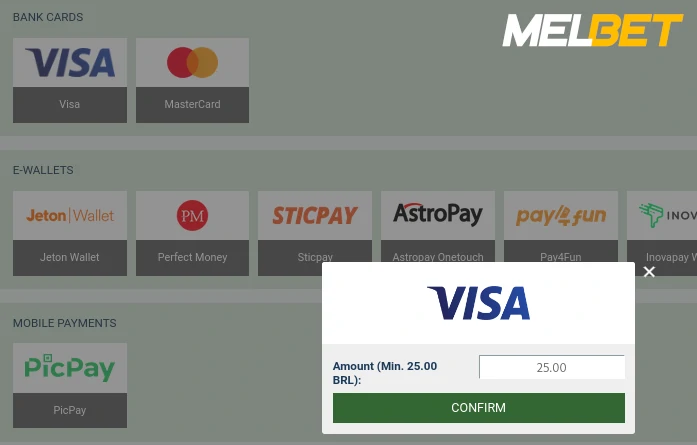 BANK CARDS
MELBET
VISA
Visa
MasterCard
E-WALLETS
Jeton|Wallet
PM
STICPAY
AstroPay
pay4fun
INOV
Jeton Wallet
Perfect Money
Sticpay
Astropay Onetouch
Pay4Fun
Inovapay W
MOBILE PAYMENTS
PicPay
PicPay
VISA
Amount (Min. 25.00
BRL):
25.00
CONFIRM